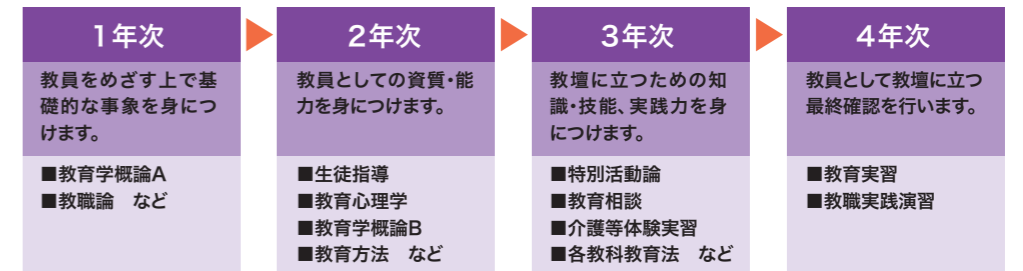 1年次
教員をめざす上で基
礎的な事象を身につ
けます。
■教育学概論A
■教職論　など
2年次
教員としての資質・能
力を身につけます。
■生徒指導
■教育心理学
■教育学概論B
■教育方法　など
3年次
教壇に立つための知
識・技能、実践力を身
につけます。
■特別活動論
■教育相談
■介護等体験実習
■各教科教育法　など
4年次
教員として教壇に立つ
最終確認を行います。
■教育実習
■教職実践演習